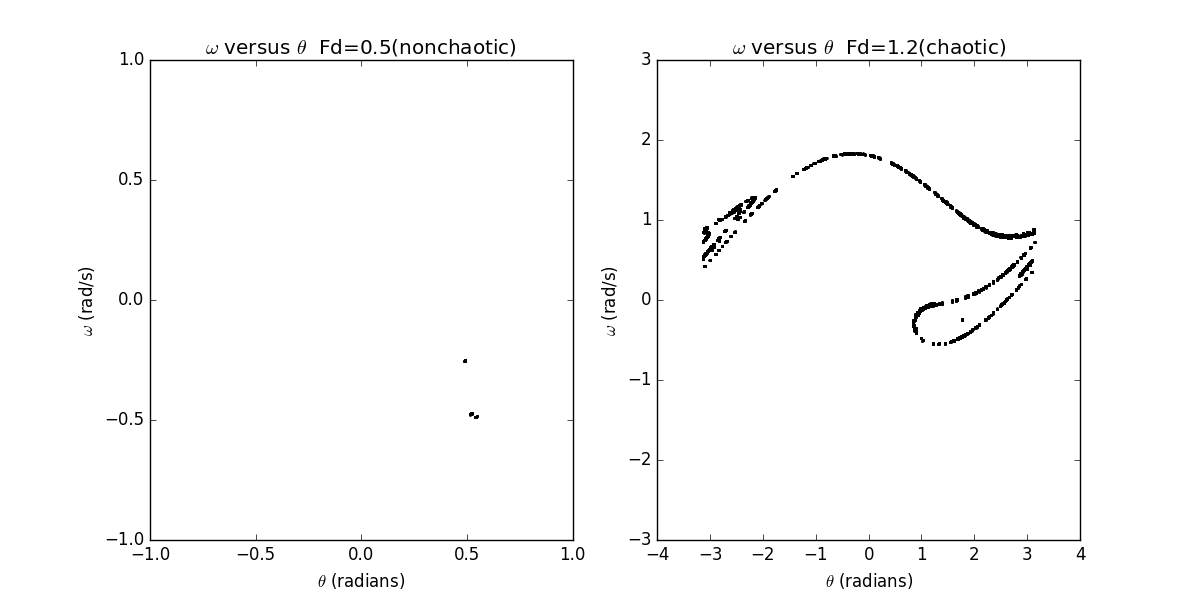 ω versus θ  Fd=0.5(nonchaotic)
1.0
0.5
0.0
−0.5
−1.0
ω (rad/s)
−1.0 −0.5 0.0 0.5 1.0
θ (radians)
ω versus θ  Fd=1.2(chaotic)
3
2
1
0
−1
−2
−3
ω (rad/s)
−4 −3 −2 −1 0 1 2 3 4
θ (radians)